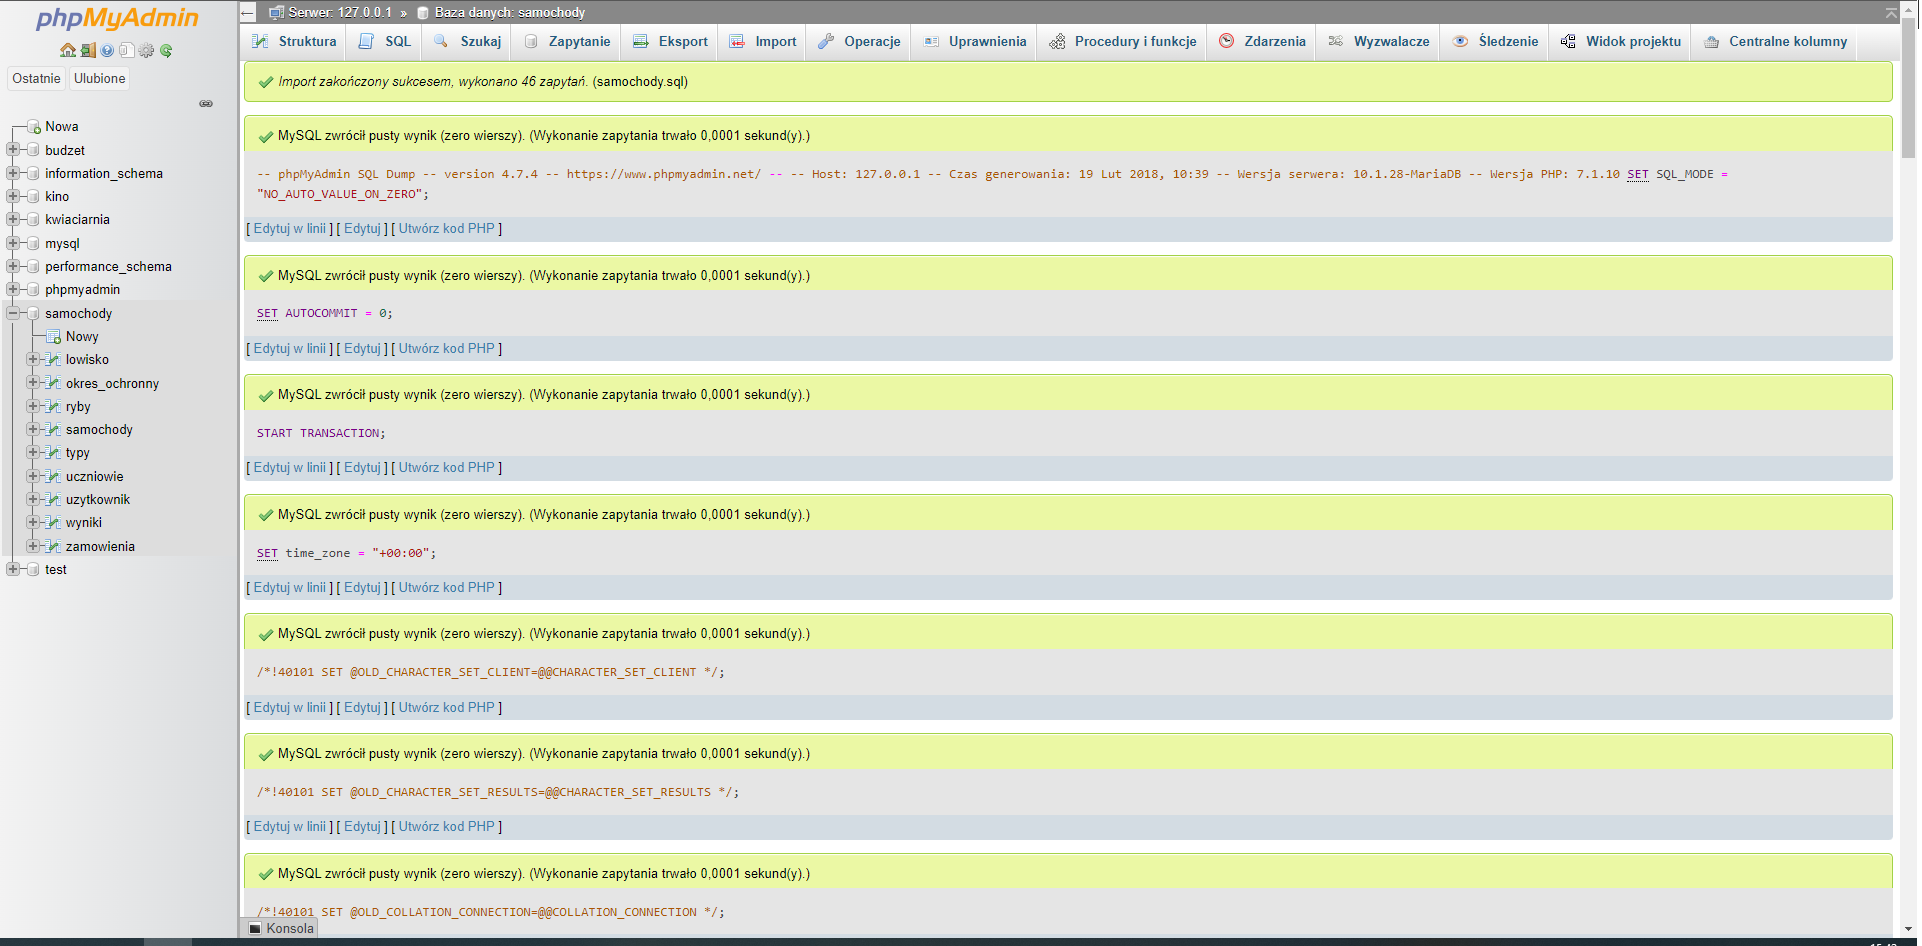 phpMyAdmin
Ostatnie Ulubione
Nowa
budzet
information_schema
kino
kwiaciarnia
mysql
performance_schema
phpmyadmin
samochody
Nowy
lowisko
okres_ochronny
ryby
samochody
typy
uczniowie
uzytkownik
wyniki
zamowienia
test
Serwer: 127.0.0.1 » Baza danych: samochody
Struktura SQL Szukaj Zapytanie Eksport Import Operacje Uprawnienia Procedury i funkcje Zdarzenia Wyzwalacze Śledzenie Widok projektu Centralne kolumny
Import zakończony sukcesem, wykonano 46 zapytań. (samochody.sql)
MySQL zwrócił pusty wynik (zero wierszy). (Wykonanie zapytania trwało 0,0001 sekund(y).)
-- phpMyAdmin SQL Dump -- version 4.7.4 -- https://www.phpmyadmin.net/ -- -- Host: 127.0.0.1 -- Czas generowania: 19 Lut 2018, 10:39 -- Wersja serwera: 10.1.28-MariaDB -- Wersja PHP: 7.1.10 SET SQL_MODE =
"NO_AUTO_VALUE_ON_ZERO";
[ Edytuj w linii ] [ Edytuj ] [ Utwórz kod PHP ]
MySQL zwrócił pusty wynik (zero wierszy). (Wykonanie zapytania trwało 0,0001 sekund(y).)
SET AUTOCOMMIT = 0;
[ Edytuj w linii ] [ Edytuj ] [ Utwórz kod PHP ]
MySQL zwrócił pusty wynik (zero wierszy). (Wykonanie zapytania trwało 0,0001 sekund(y).)
START TRANSACTION;
[ Edytuj w linii ] [ Edytuj ] [ Utwórz kod PHP ]
MySQL zwrócił pusty wynik (zero wierszy). (Wykonanie zapytania trwało 0,0001 sekund(y).)
SET time_zone = "+00:00";
[ Edytuj w linii ] [ Edytuj ] [ Utwórz kod PHP ]
MySQL zwrócił pusty wynik (zero wierszy). (Wykonanie zapytania trwało 0,0001 sekund(y).)
/*!40101 SET @OLD_CHARACTER_SET_CLIENT=@@CHARACTER_SET_CLIENT */;
[ Edytuj w linii ] [ Edytuj ] [ Utwórz kod PHP ]
MySQL zwrócił pusty wynik (zero wierszy). (Wykonanie zapytania trwało 0,0001 sekund(y).)
/*!40101 SET @OLD_CHARACTER_SET_RESULTS=@@CHARACTER_SET_RESULTS */;
[ Edytuj w linii ] [ Edytuj ] [ Utwórz kod PHP ]
MySQL zwrócił pusty wynik (zero wierszy). (Wykonanie zapytania trwało 0,0001 sekund(y).)
/*!40101 SET @OLD_COLLATION_CONNECTION=@@COLLATION_CONNECTION */;
Konsola